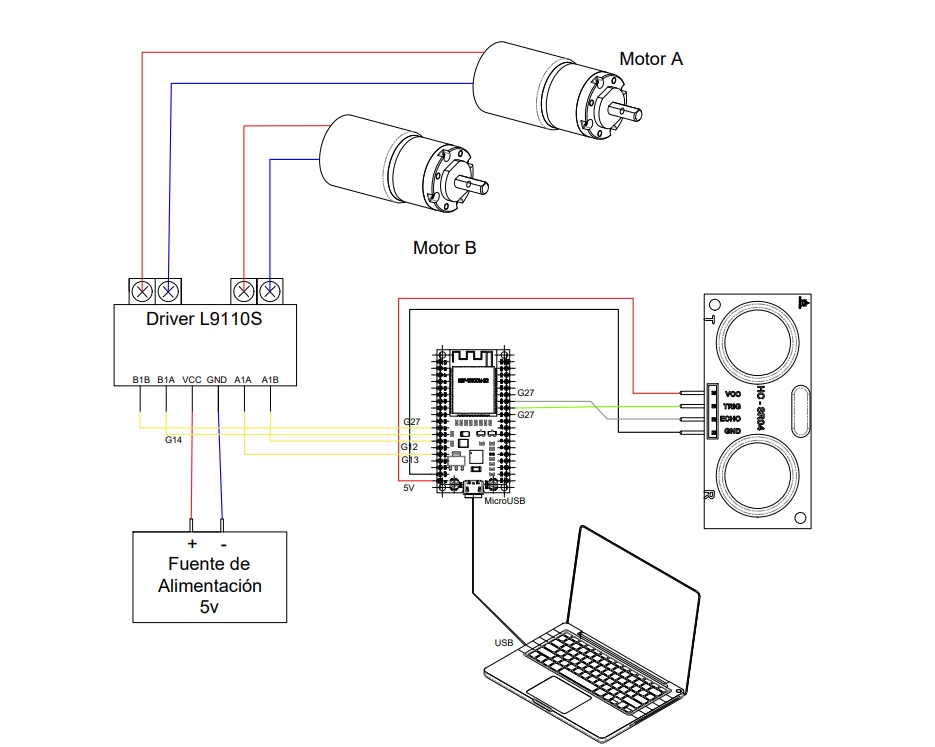 Motor A
Motor B
Driver L9110S
B1B B1A VCC GND A1A A1B
G27
G14
G12
G13
5V
G27
G27
MicroUSB
VCC
TRIG
ECHO
GND
HC - SR04
T
R
+ -
Fuente de
Alimentación
5v
USB